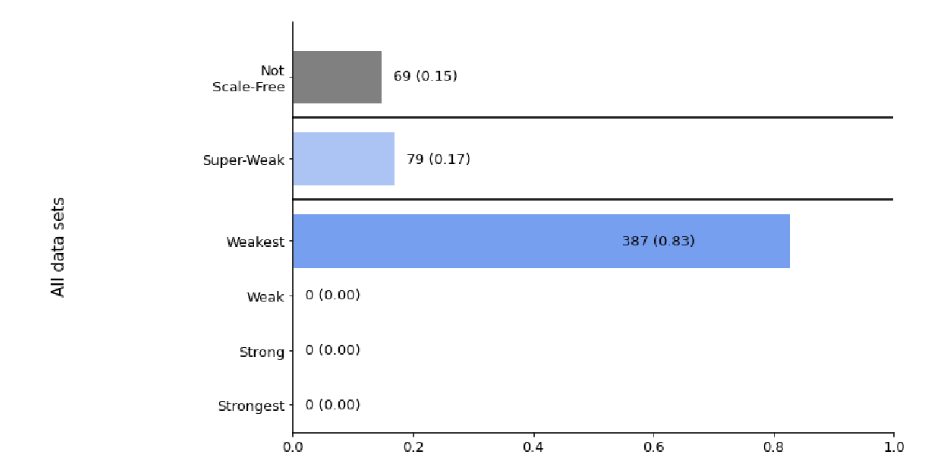 All data sets
Not
Scale-Free
69 (0.15)
Super-Weak
79 (0.17)
Weakest
387 (0.83)
Weak
0 (0.00)
Strong
0 (0.00)
Strongest
0 (0.00)
0.0 0.2 0.4 0.6 0.8 1.0